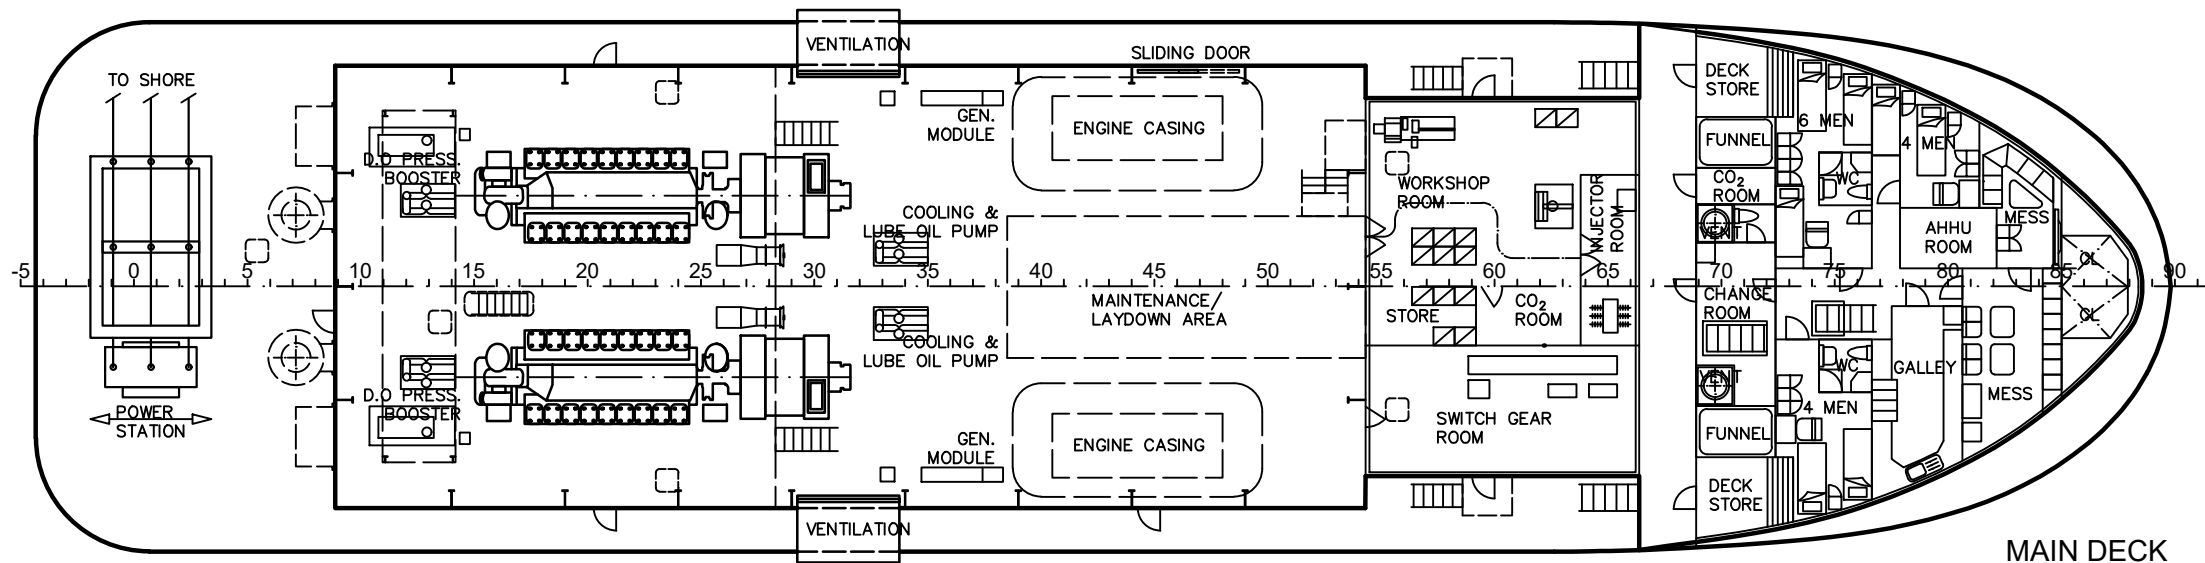 VENTILATION
SLIDING DOOR
TO SHORE
DECK
STORE
GEN.
MODULE
ENGINE CASING
6 MEN
FUNNEL
4 MEN
D.O PRESS.
BOOSTER
WORKSHOP
ROOM
INJECTOR
ROOM
CO2
ROOM
WC
COOLING &
LUBE OIL PUMP
VENT
AHHU
ROOM
MESS
-5 0 5 10 15 20 25 30 35 40 45 50 55 60 65 70 75 80 85 90
CL
MAINTENANCE/
LAYDOWN AREA
STORE
CO2
ROOM
CHANGE
ROOM
CL
COOLING &
LUBE OIL PUMP
D.O PRESS.
BOOSTER
VENT
WC
GALLEY
MESS
4 MEN
POWER
STATION
SWITCH GEAR
ROOM
FUNNEL
GEN.
MODULE
ENGINE CASING
DECK
STORE
VENTILATION
MAIN DECK